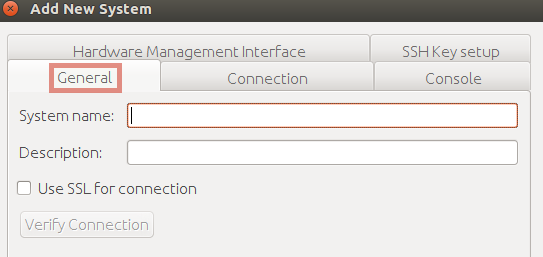 Add New System
Hardware Management Interface SSH Key setup
General Connection Console
System name:
Description:
Use SSL for connection
Verify Connection